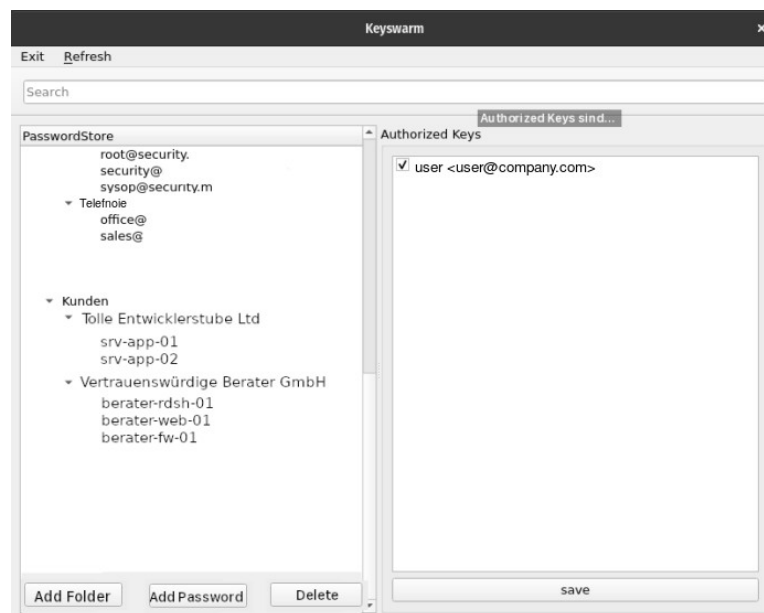 Keyswarm
Exit Refresh
Search
Authorized Keys sind...
PasswordStore
root@security.
security@
sysop@security.m
Telefnoie
office@
sales@
Kunden
Tolle Entwicklerstube Ltd
srv-app-01
srv-app-02
Vertrauenswürdige Berater GmbH
berater-rdsh-01
berater-web-01
berater-fw-01
Add Folder Add Password Delete
Authorized Keys
user <user@company.com>
save